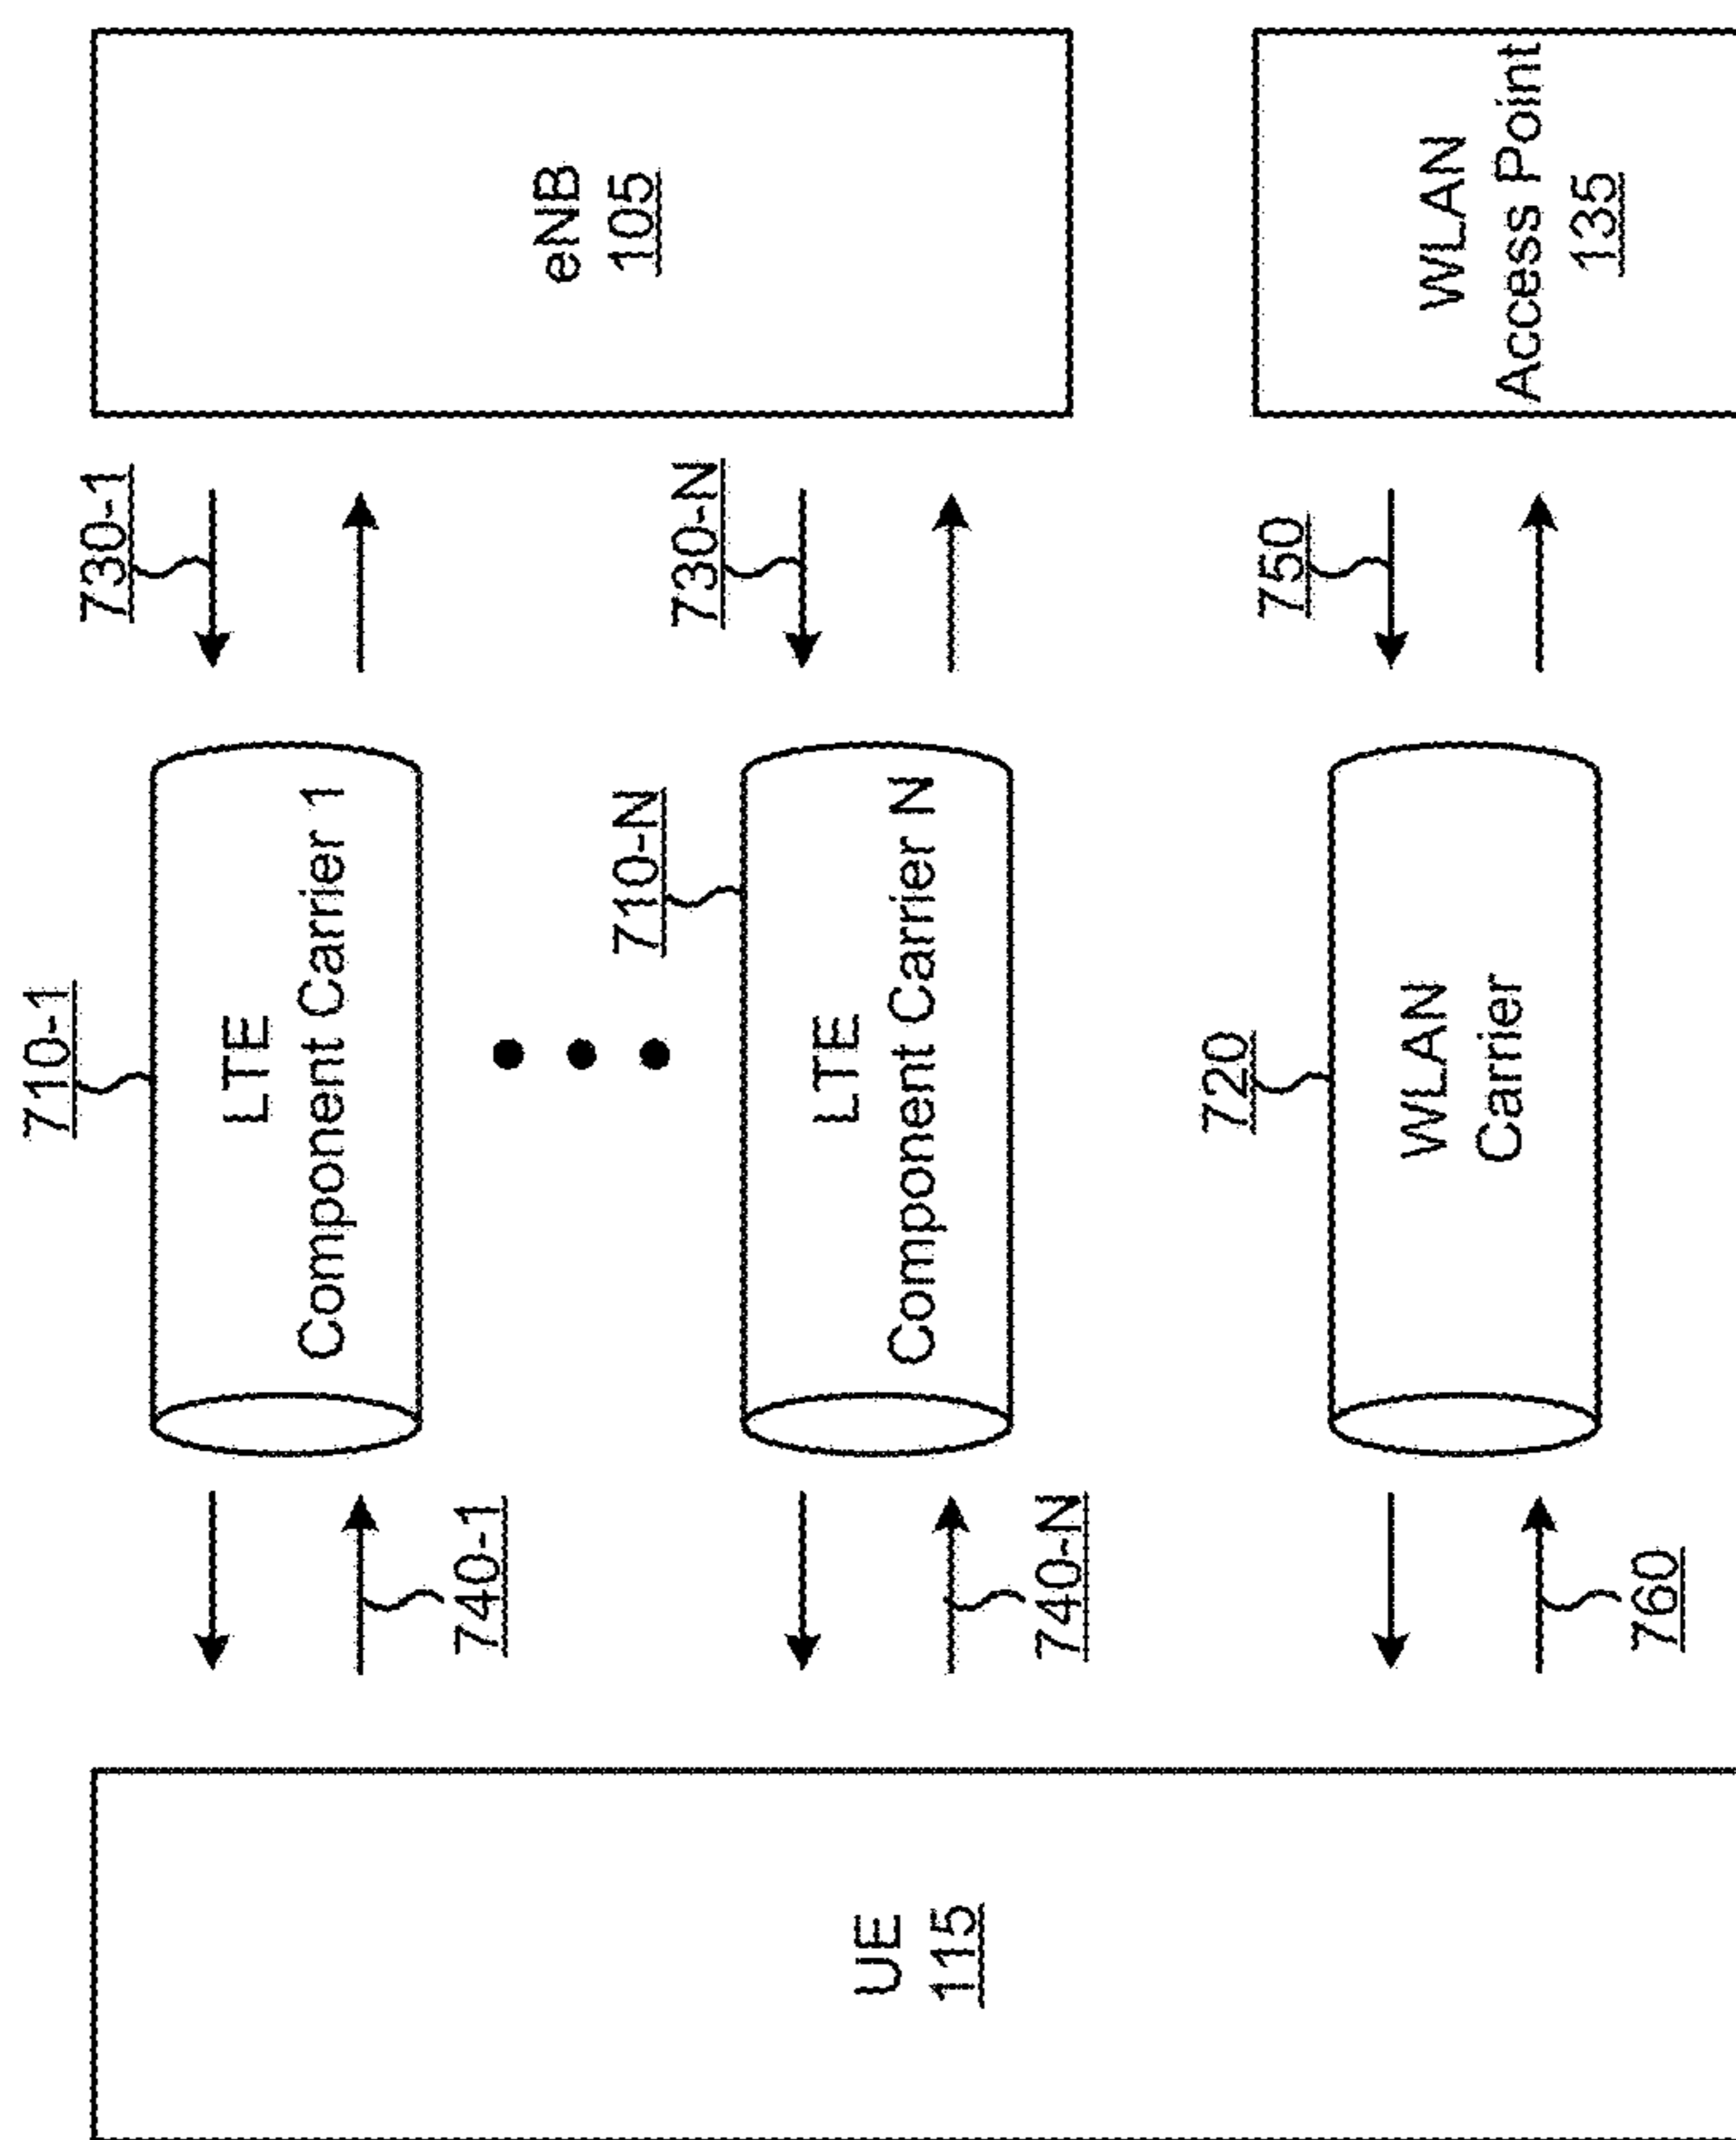 710-1
LTE
Component Carrier 1
730-1
740-1
710-N
LTE
Component Carrier N
730-N
740-N
720
WLAN
Carrier
750
760
UE
115
eNB
105
WLAN
Access Point
135